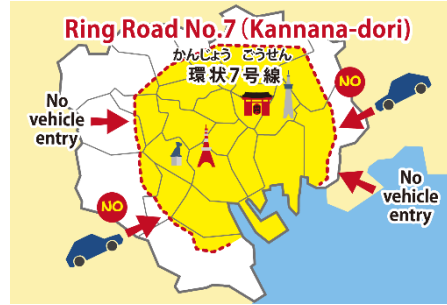 Ring Road No.7 (Kannana-dori)
かんじょう ごうせん
環状7号線
NO
No
vehicle
entry
NO
No
vehicle
entry